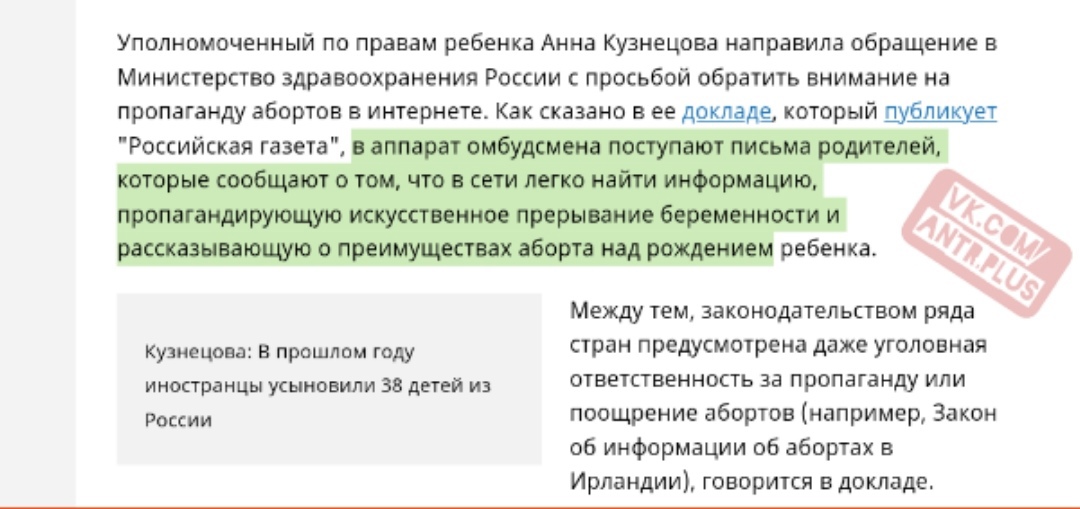 Уполномоченный по правам ребенка Анна Кузнецова направила обращение в
Министерство здравоохранения России с просьбой обратить внимание на
пропаганду абортов в интернете. Как сказано в ее докладе, который публикует
"Российская газета", в аппарат омбудсмена поступают письма родителей,
которые сообщают о том, что в сети легко найти информацию,
пропагандирующую искусственное прерывание беременности и
рассказывающую о преимуществах аборта над рождением ребенка.
VK.COM/
ANTR.PLUS
Кузнецова: В прошлом году
иностранцы усыновили 38 детей из
России
Между тем, законодательством ряда
стран предусмотрена даже уголовная
ответственность за пропаганду или
поощрение абортов (например, Закон
об информации об абортах в
Ирландии), говорится в докладе.